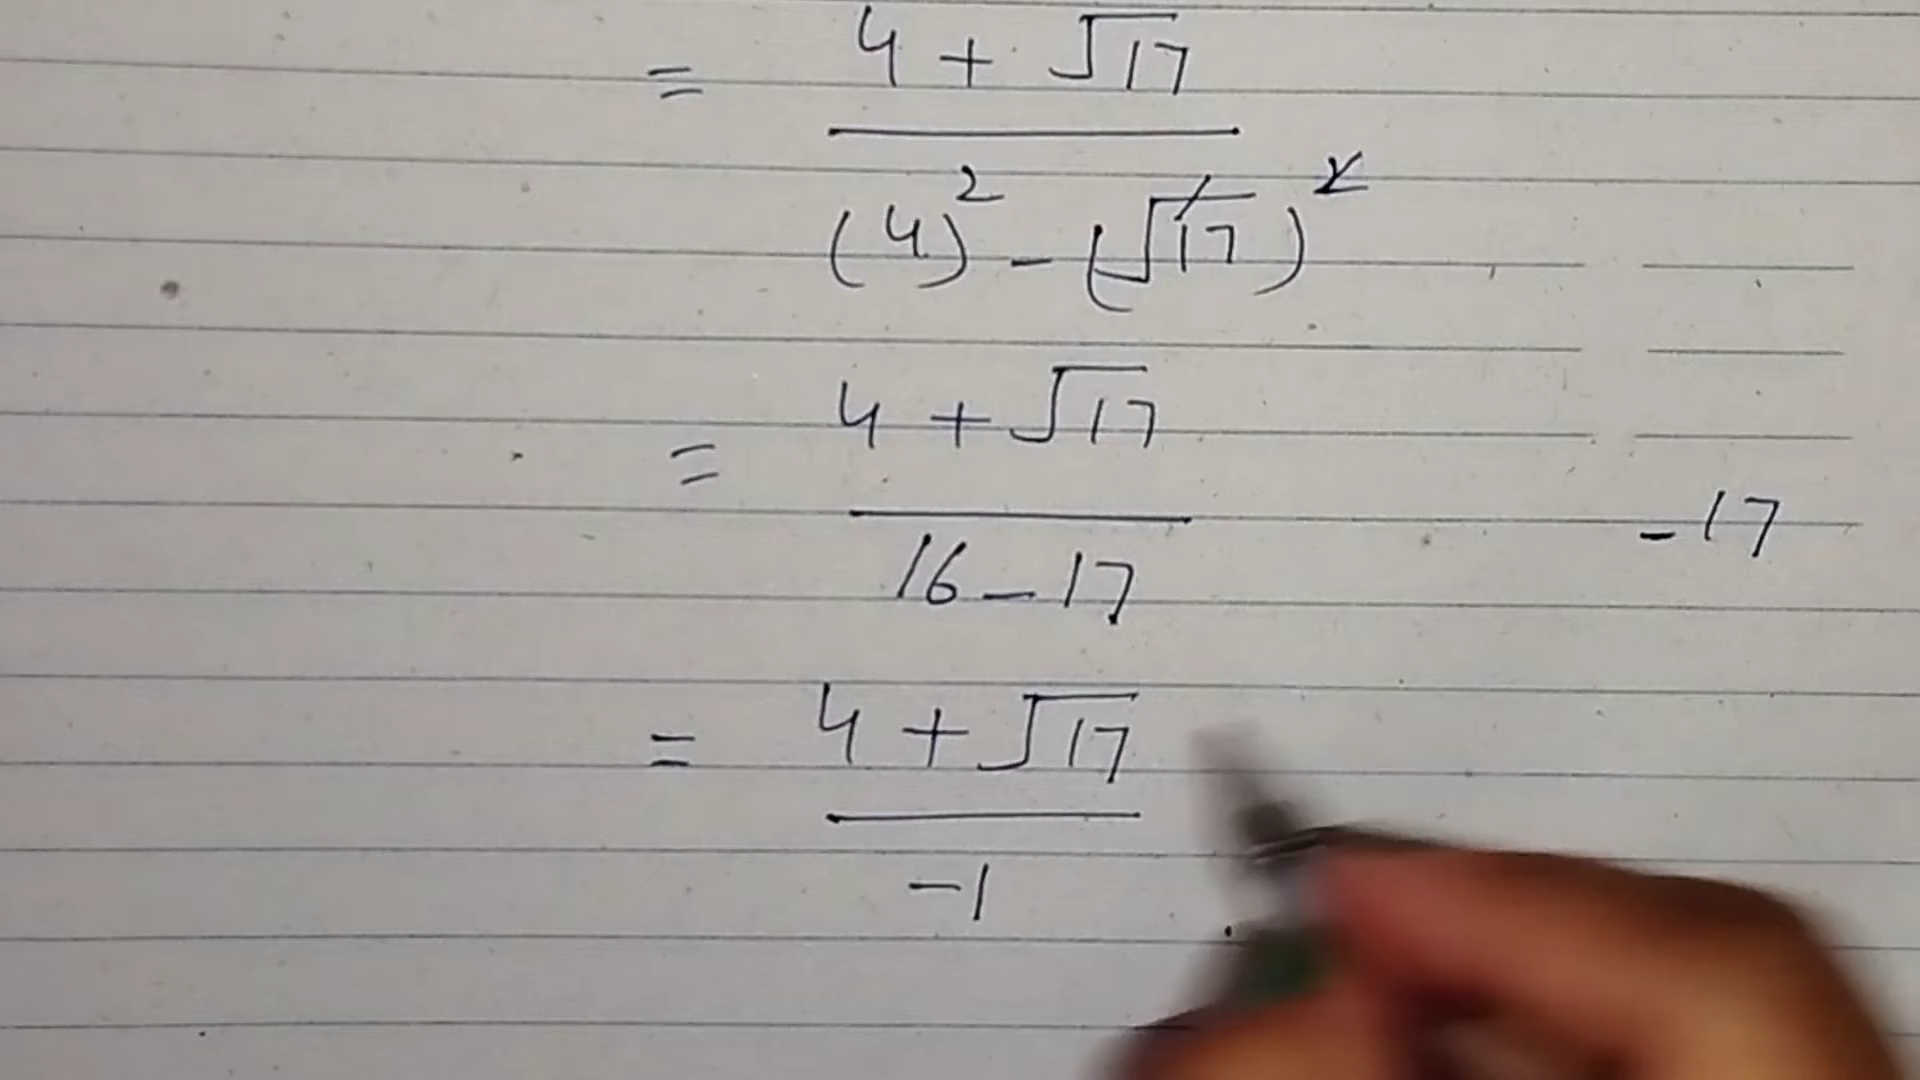 = 4 + √17
(4)² - (√17)²
= 4 + √17
16 - 17
- 17
= 4 + √17
-1